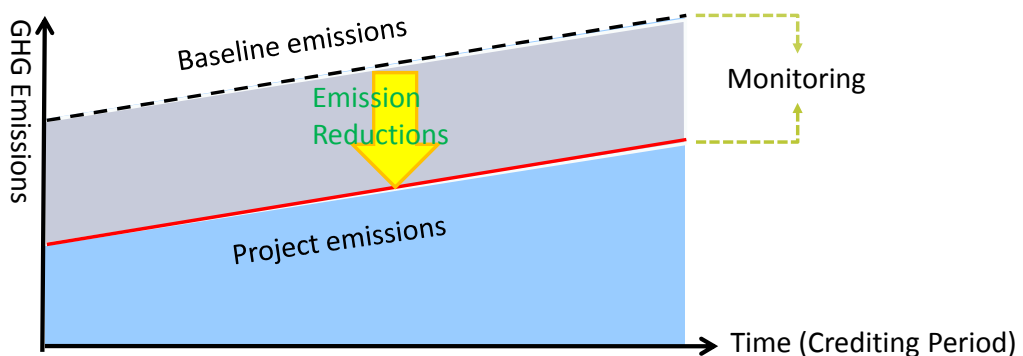 GHG Emissions
Baseline emissions
Emission
Reductions
Monitoring
Project emissions
Time (Crediting Period)